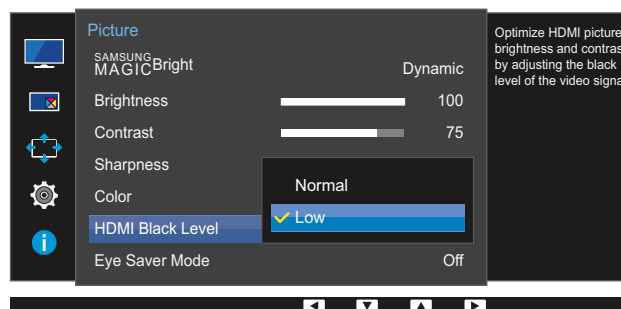 Picture
SAMSUNG
MAGICBright Dynamic
Brightness 100
Contrast 75
Sharpness
Color
HDMI Black Level
Eye Saver Mode Off
Normal
Low
Optimize HDMI picture
brightness and contras
by adjusting the black
level of the video signa